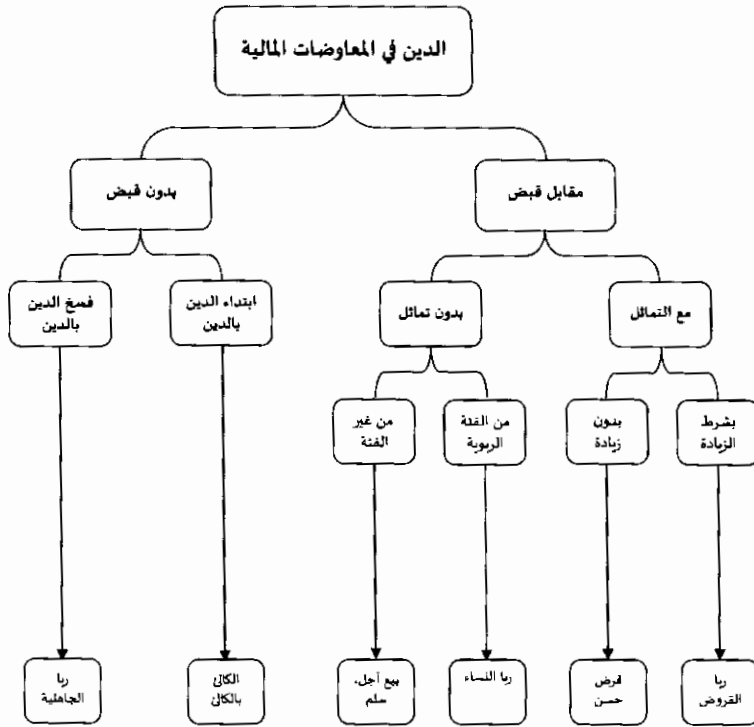 الدين في المعاوضات المالية
مقابل قبض
بدون قبض
مع التماثل
بدون تماثل
ابتداء الدين
بالدين
فسخ الدين
بالدين
بشرط
الزيادة
بدون
زيادة
من الفئة
الربوية
من غير
الفئة
ربا
القروض
قرض
حسن
ربا النساء
بيع أجل،
سلم
الكالئ
بالكالئ
ربا
الجاهلية